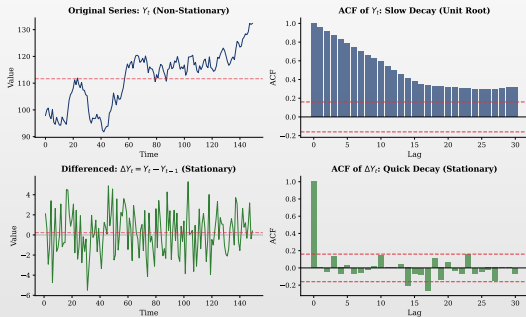 Original Series: Yt (Non-Stationary)
Value
130
120
110
100
90
0 20 40 60 80 100 120 140
Time
ACF of Yt: Slow Decay (Unit Root)
ACF
1.0
0.8
0.6
0.4
0.2
0.0
−0.2
0 5 10 15 20 25 30
Lag
Differenced: ΔYt = Yt − Yt−1 (Stationary)
Value
4
2
0
−2
−4
−6
0 20 40 60 80 100 120 140
Time
ACF of ΔYt: Quick Decay (Stationary)
ACF
1.0
0.8
0.6
0.4
0.2
0.0
−0.2
0 5 10 15 20 25 30
Lag